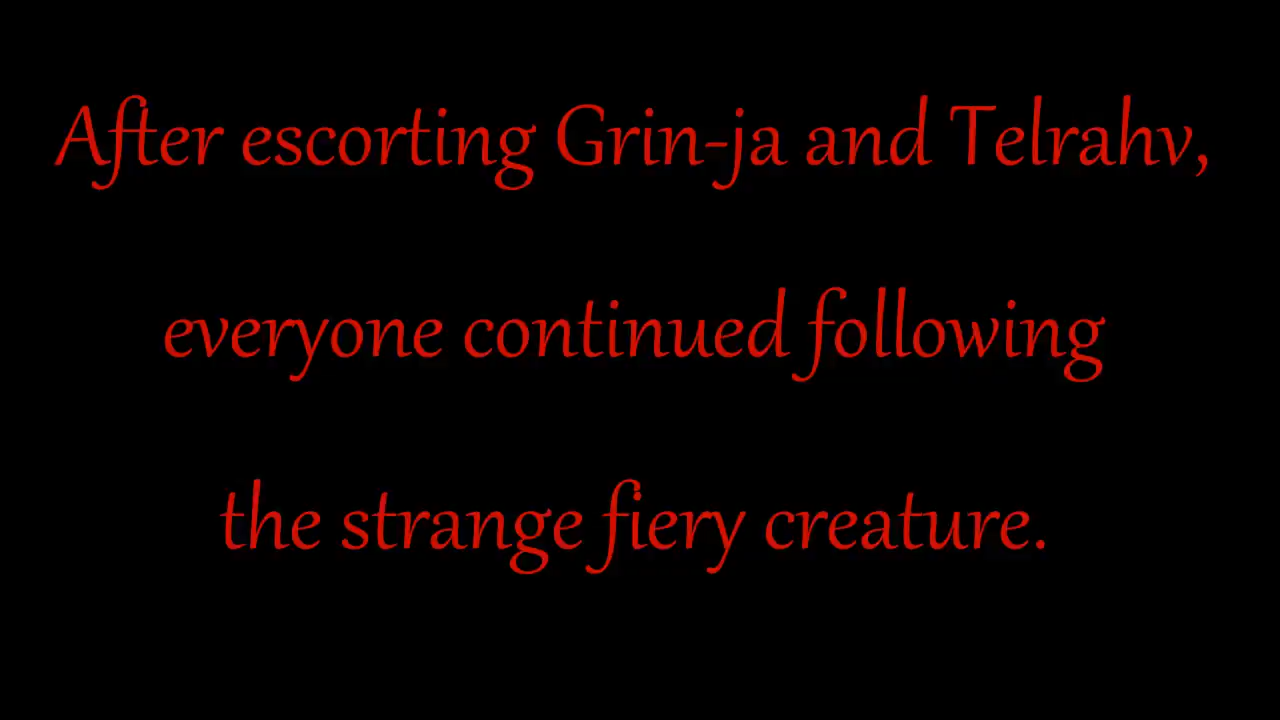 After escorting Grin-ja and Telrahv,
everyone continued following
the strange fiery creature.